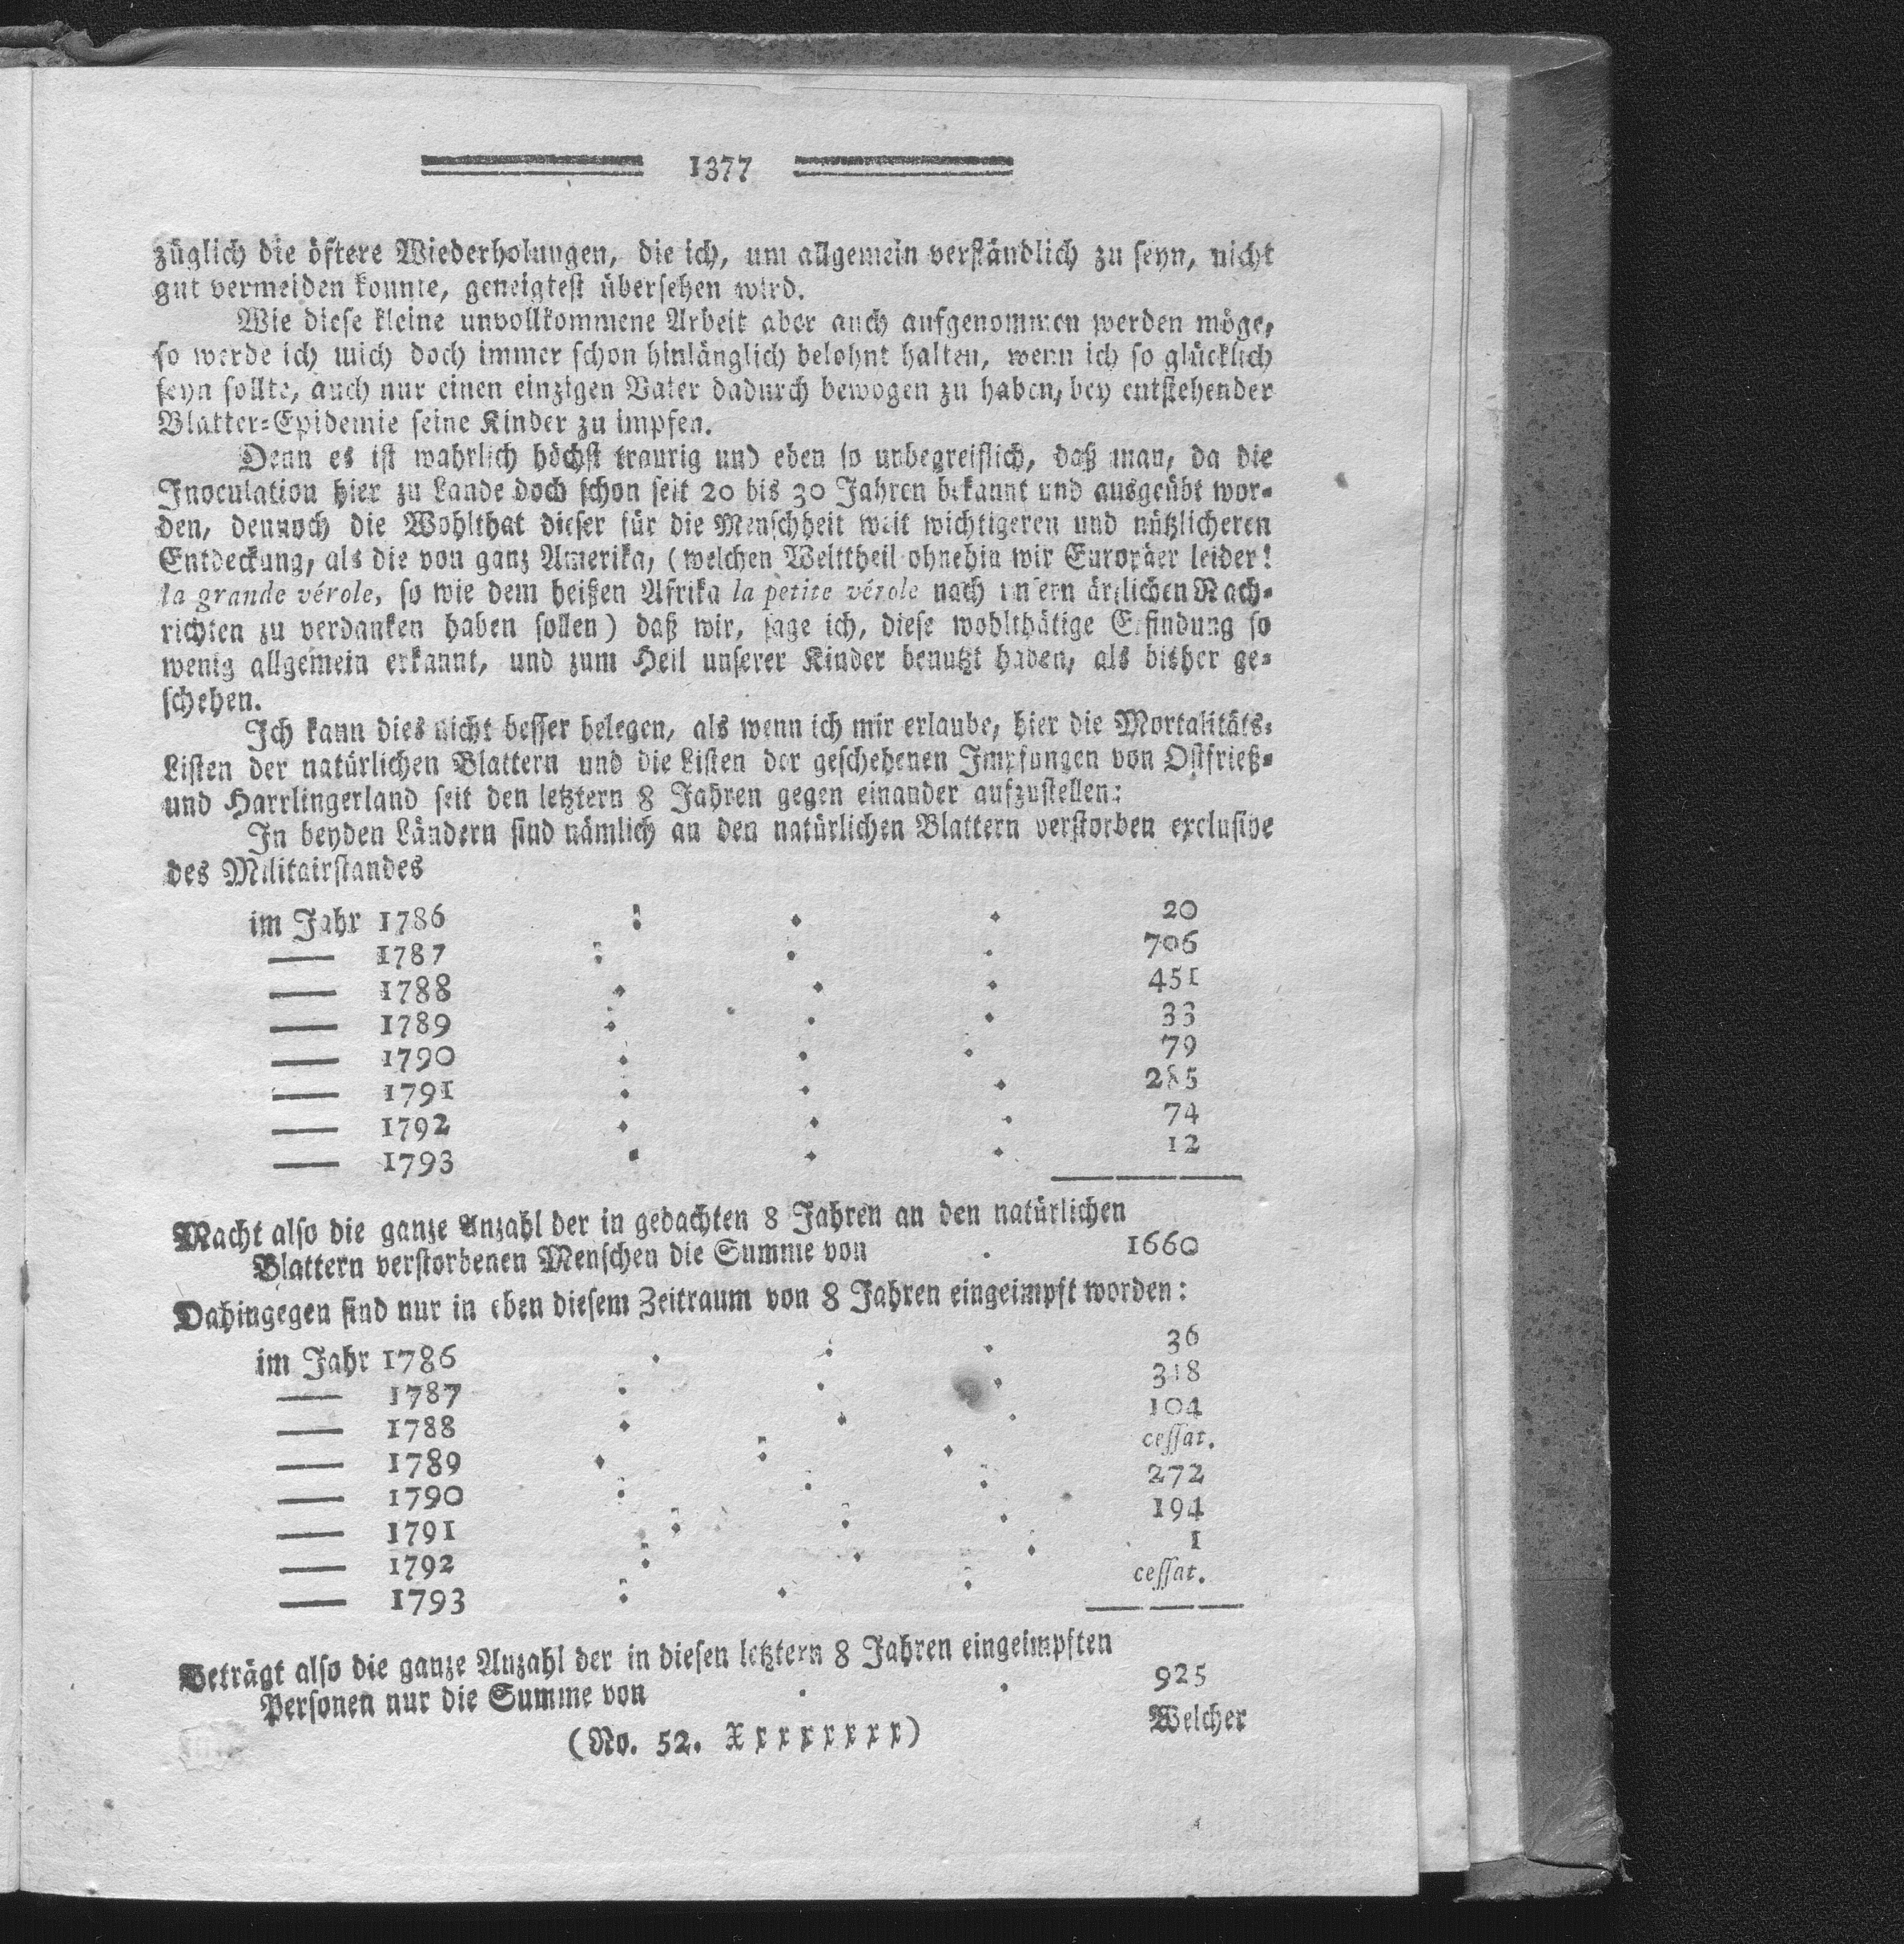 1377
züglich die öftere Wiederholungen, die ich, um allgemein verständlich zu seyn, nicht
gut vermeiden konnte, geneigtest übersehen wird.
Wie diese kleine unvollkommene Arbeit aber auch aufgenommen werden möge,
so werde ich mich doch immer schon hinlänglich belohnt halten, wenn ich so glücklich
seyn sollte, auch nur einen einzigen Vater dadurch bewogen zu haben, bey entstehender
Blatter-Epidemie seine Kinder zu impfen.
Denn es ist wahrlich höchst traurig und eben so unbegreiflich, daß man, da die
Inoculation hier zu Lande doch schon seit 20 bis 30 Jahren bekannt und ausgeübt wor-
den, dennoch die Wohlthat dieser für die Menschheit weit wichtigeren und nützlicheren
Entdeckung, als die von ganz Amerika, (welchen Welttheil ohnehin wir Europäer leider!
la grande vérole, so wie dem heißen Afrika la petite vérole nach unsern ärztlichen Nach-
richten zu verdanken haben sollen) daß wir, sage ich, diese wohlthätige Erfindung so
wenig allgemein erkannt, und zum Heil unserer Kinder benutzt haben, als bisher ge-
schehen.
Ich kann dies nicht besser belegen, als wenn ich mir erlaube, hier die Mortalitäts-
Listen der natürlichen Blattern und die Listen der geschehenen Impfungen von Ostfrieß-
und Harrlingerland seit den letztern 8 Jahren gegen einander aufzustellen:
In beyden Ländern sind nämlich an den natürlichen Blattern verstorben exclusive
des Militairstandes
im Jahr 1786 20
— 1787 706
— 1788 451
— 1789 33
— 1790 79
— 1791 285
— 1792 74
— 1793 12
Macht also die ganze Anzahl der in gedachten 8 Jahren an den natürlichen
Blattern verstorbenen Menschen die Summe von 1660
Dahingegen sind nur in eben diesem Zeitraum von 8 Jahren eingeimpft worden:
im Jahr 1786 36
— 1787 318
— 1788 104
— 1789 cessat.
— 1790 272
— 1791 194
— 1792 1
— 1793 cessat.
Beträgt also die ganze Anzahl der in diesen letztern 8 Jahren eingeimpften
Personen nur die Summe von 925
(No. 52. Xxxxxxxxx) Welcher